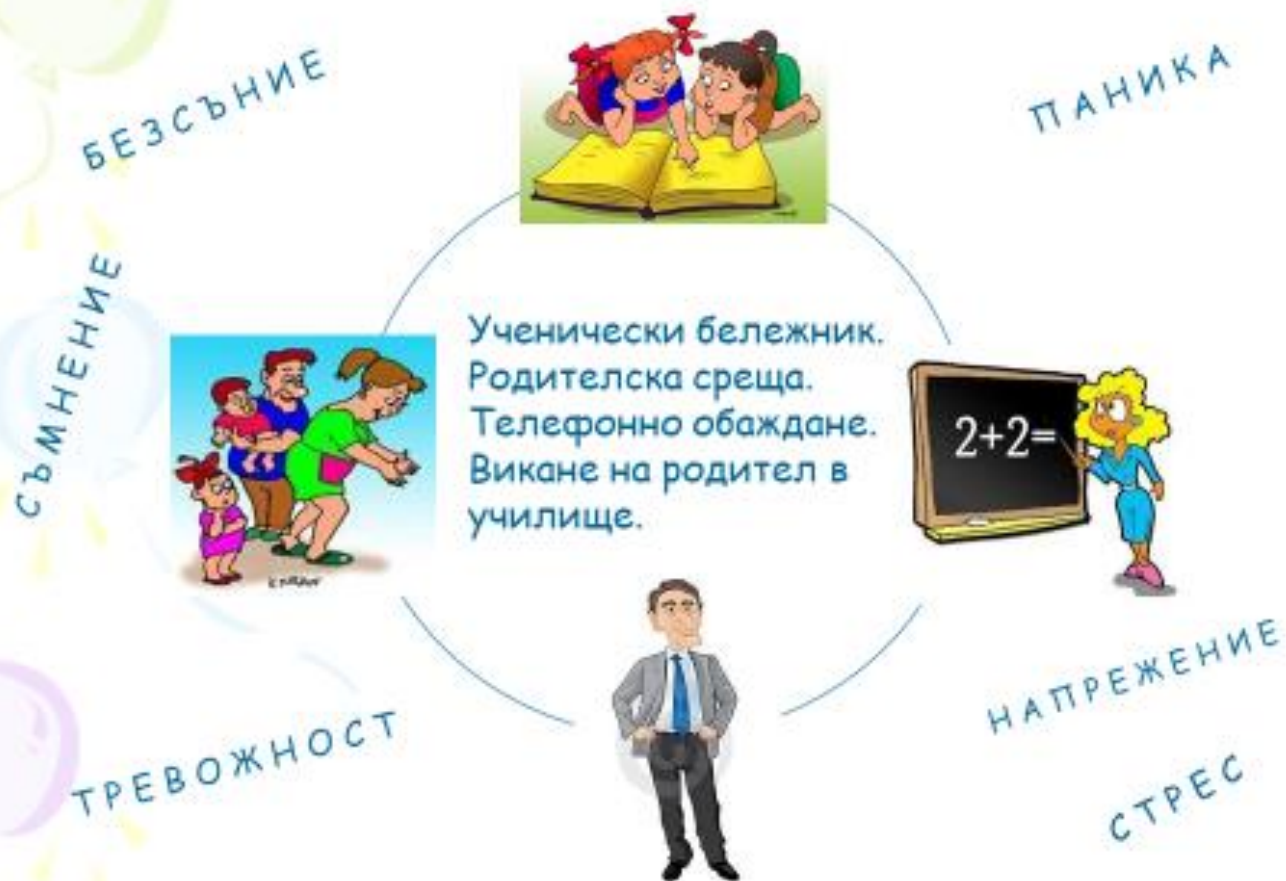 БЕЗСЪНИЕ
ПАНИКА
СЪМНЕНИЕ
Ученически бележник.
Родителска среща.
Телефонно обаждане.
Викане на родител в
училище.
2+2=
НАПРЕЖЕНИЕ
ТРЕВОЖНОСТ
СТРЕС